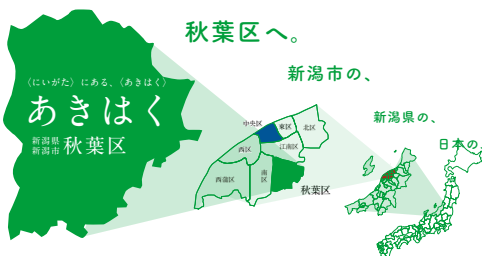 秋葉区へ。
新潟市の、
新潟県の、
日本の、
〈にいがた〉にある、〈あきはく〉
あきはく
新潟県
新潟市 秋葉区
中央区
東区
北区
西区
江南区
西蒲区
南区
秋葉区